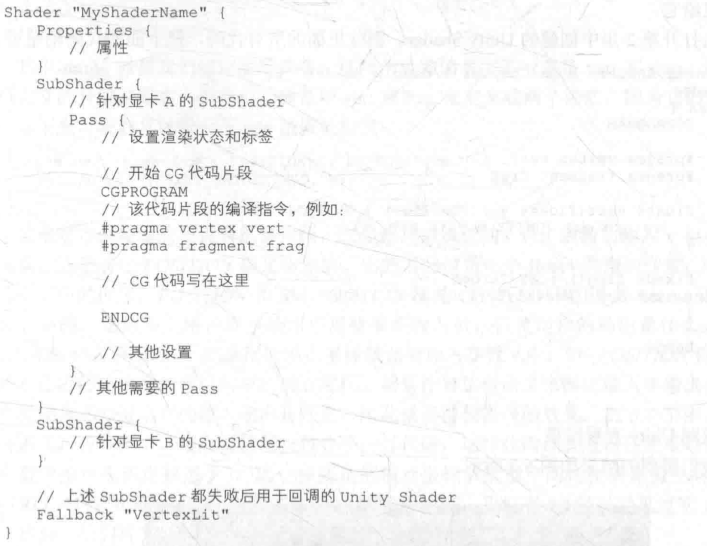 Shader "MyShaderName" {
Properties {
// 属性
}
SubShader {
// 针对显卡 A 的 SubShader
Pass {
// 设置渲染状态和标签
// 开始 CG 代码片段
CGPROGRAM
// 该代码片段的编译指令，例如：
#pragma vertex vert
#pragma fragment frag
// CG 代码写在这里
ENDCG
// 其他设置
}
// 其他需要的 Pass
}
SubShader {
// 针对显卡 B 的 SubShader
}
// 上述 SubShader 都失败后用于回调的 Unity Shader
Fallback "VertexLit"
}